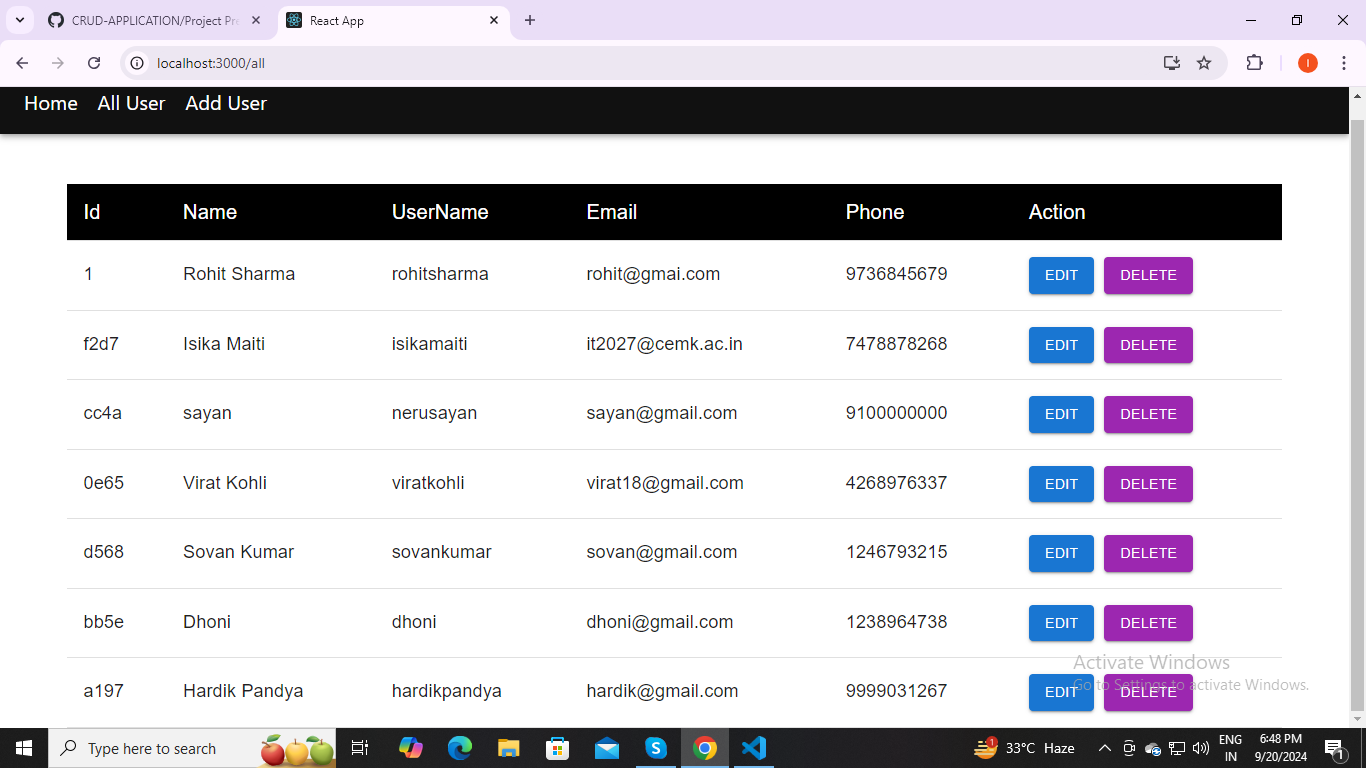 CRUD-APPLICATION/Project Pre
React App
localhost:3000/all
I
Home All User Add User
Id Name UserName Email Phone Action
1 Rohit Sharma rohitsharma rohit@gmai.com 9736845679 EDIT DELETE
f2d7 Isika Maiti isikamaiti it2027@cemk.ac.in 7478878268 EDIT DELETE
cc4a sayan nerusayan sayan@gmail.com 9100000000 EDIT DELETE
0e65 Virat Kohli viratkohli virat18@gmail.com 4268976337 EDIT DELETE
d568 Sovan Kumar sovankumar sovan@gmail.com 1246793215 EDIT DELETE
bb5e Dhoni dhoni dhoni@gmail.com 1238964738 EDIT DELETE
a197 Hardik Pandya hardikpandya hardik@gmail.com 9999031267 EDIT DELETE
Activate Windows
Go to Settings to activate Windows.
Type here to search
1
33°C Haze
ENG
IN
6:48 PM
9/20/2024
1